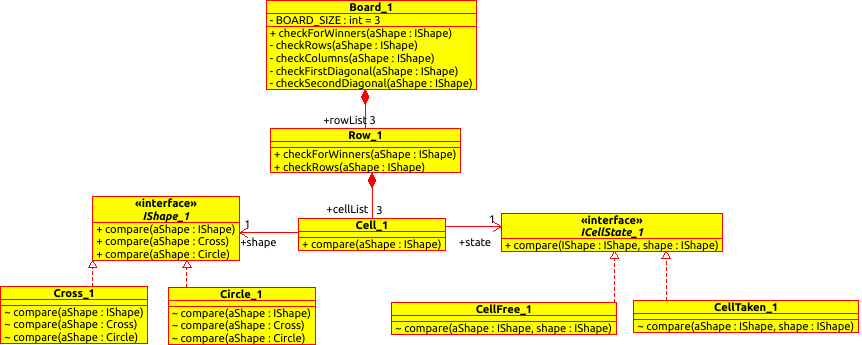 Board_1
- BOARD_SIZE : int = 3
+ checkForWinners(aShape : IShape)
- checkRows(aShape : IShape)
- checkColumns(aShape : IShape)
- checkFirstDiagonal(aShape : IShape)
- checkSecondDiagonal(aShape : IShape)
+rowList 3
Row_1
+ checkForWinners(aShape : IShape)
+ checkRows(aShape : IShape)
+cellList 3
«interface»
IShape_1
+ compare(aShape : IShape)
+ compare(aShape : Cross)
+ compare(aShape : Circle)
1
+shape
Cell_1
+ compare(aShape : IShape)
1
+state
«interface»
ICellState_1
+ compare(IShape : IShape, shape : IShape)
Cross_1
~ compare(aShape : IShape)
~ compare(aShape : Cross)
~ compare(aShape : Circle)
Circle_1
~ compare(aShape : IShape)
~ compare(aShape : Cross)
~ compare(aShape : Circle)
CellFree_1
~ compare(aShape : IShape, shape : IShape)
CellTaken_1
~ compare(aShape : IShape, shape : IShape)